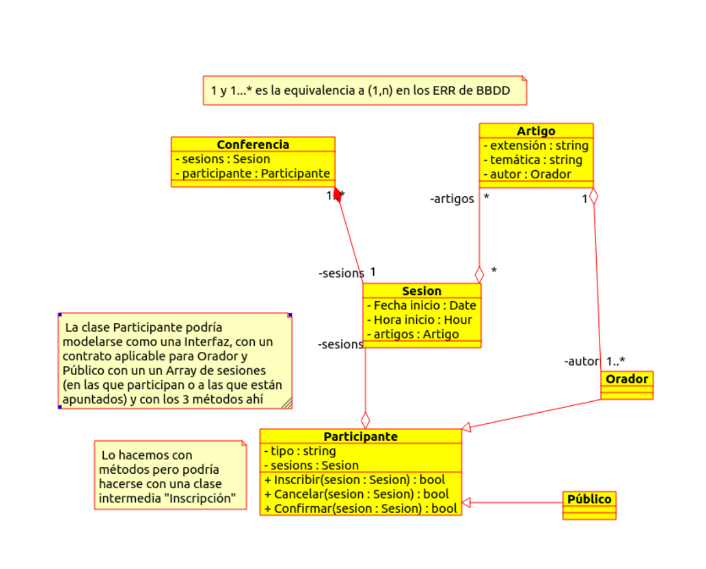 1 y 1...* es la equivalencia a (1,n) en los ERR de BBDD
Conferencia
- sesions : Sesion
- participante : Participante
1..*
Artigo
- extensión : string
- temática : string
- autor : Orador
-artigos *
1
-sesions 1
*
Sesion
- Fecha inicio : Date
- Hora inicio : Hour
- artigos : Artigo
-sesions
La clase Participante podría
modelarse como una Interfaz, con un
contrato aplicable para Orador y
Público con un un Array de sesiones
(en las que participan o a las que están
apuntados) y con los 3 métodos ahí
-autor 1..*
Orador
Participante
- tipo : string
- sesions : Sesion
+ Inscribir(sesion : Sesion) : bool
+ Cancelar(sesion : Sesion) : bool
+ Confirmar(sesion : Sesion) : bool
Lo hacemos con
métodos pero podría
hacerse con una clase
intermedia "Inscripción"
Público